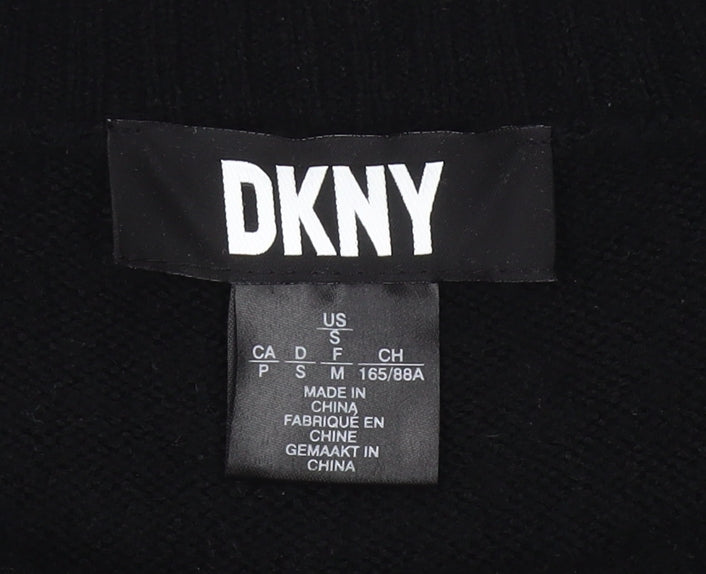 DKNY
US
S
CA D F CH
P S M 165/88A
MADE IN
CHINA
FABRIQUÉ EN
CHINE
GEMAAKT IN
CHINA